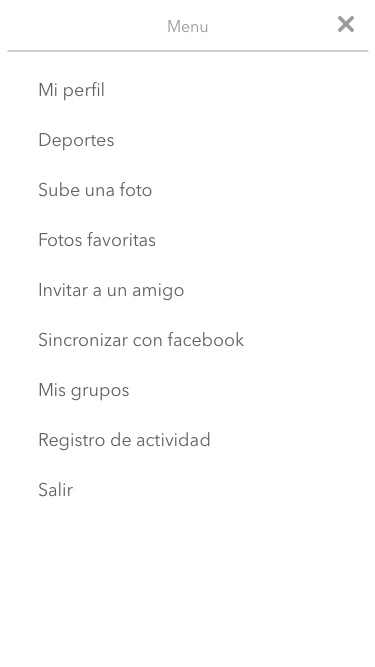 Menu
Mi perfil
Deportes
Sube una foto
Fotos favoritas
Invitar a un amigo
Sincronizar con facebook
Mis grupos
Registro de actividad
Salir